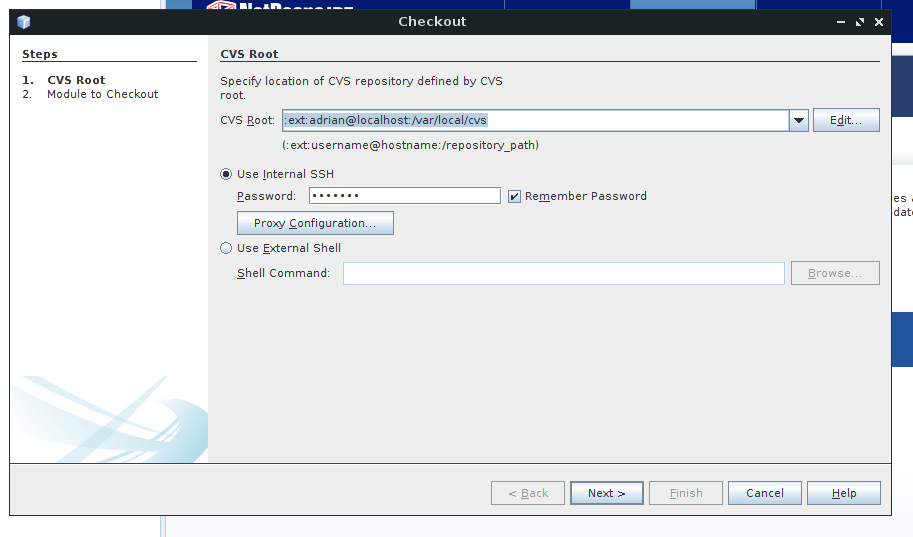 NetBeans IDE
Checkout
Steps
1. CVS Root
2. Module to Checkout
CVS Root
Specify location of CVS repository defined by CVS
root.
CVS Root: :ext:adrian@localhost:/var/local/cvs Edit...
(:ext:username@hostname:/repository_path)
Use Internal SSH
Password: ••••••• Remember Password
Proxy Configuration...
Use External Shell
Shell Command: Browse...
< Back Next > Finish Cancel Help